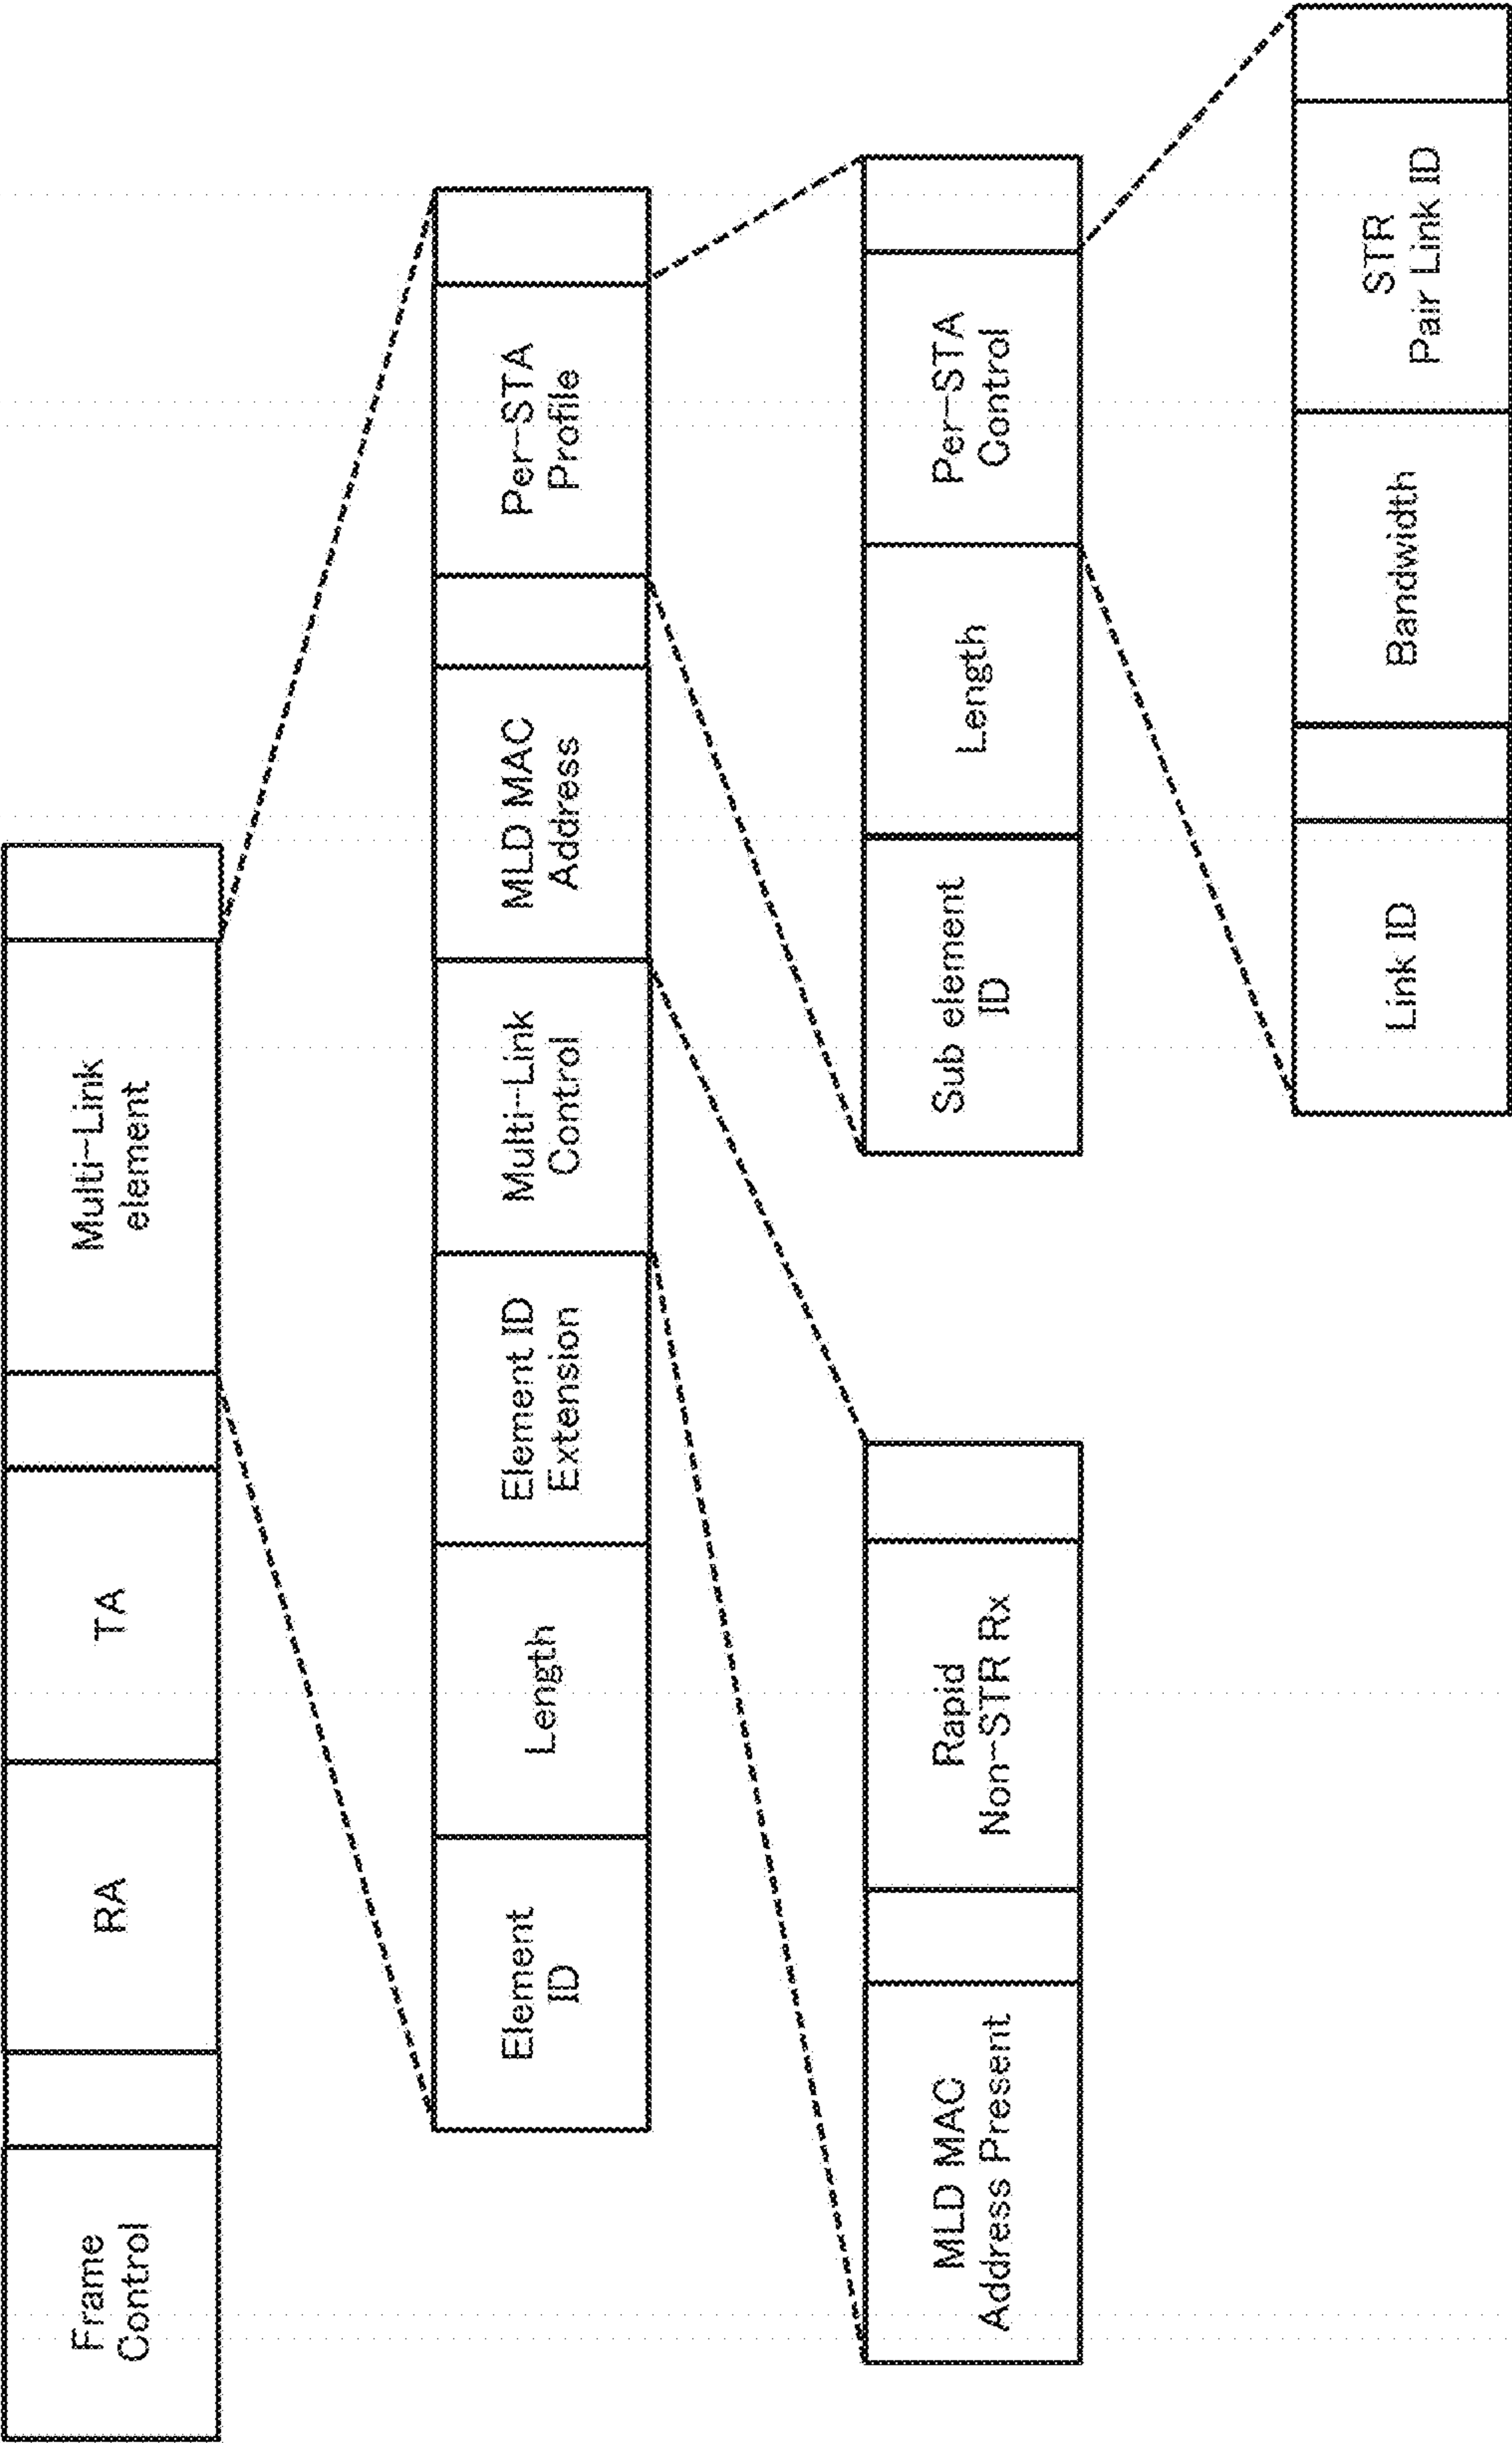 Frame
Control
RA
TA
Multi-Link
element
Element
ID
Length
Element ID
Extension
Multi-Link
Control
MLD MAC
Address
Per-STA
Profile
MLD MAC
Address Present
Rapid
Non-STR Rx
Sub element
ID
Length
Per-STA
Control
Link ID
Bandwidth
STR
Pair Link ID